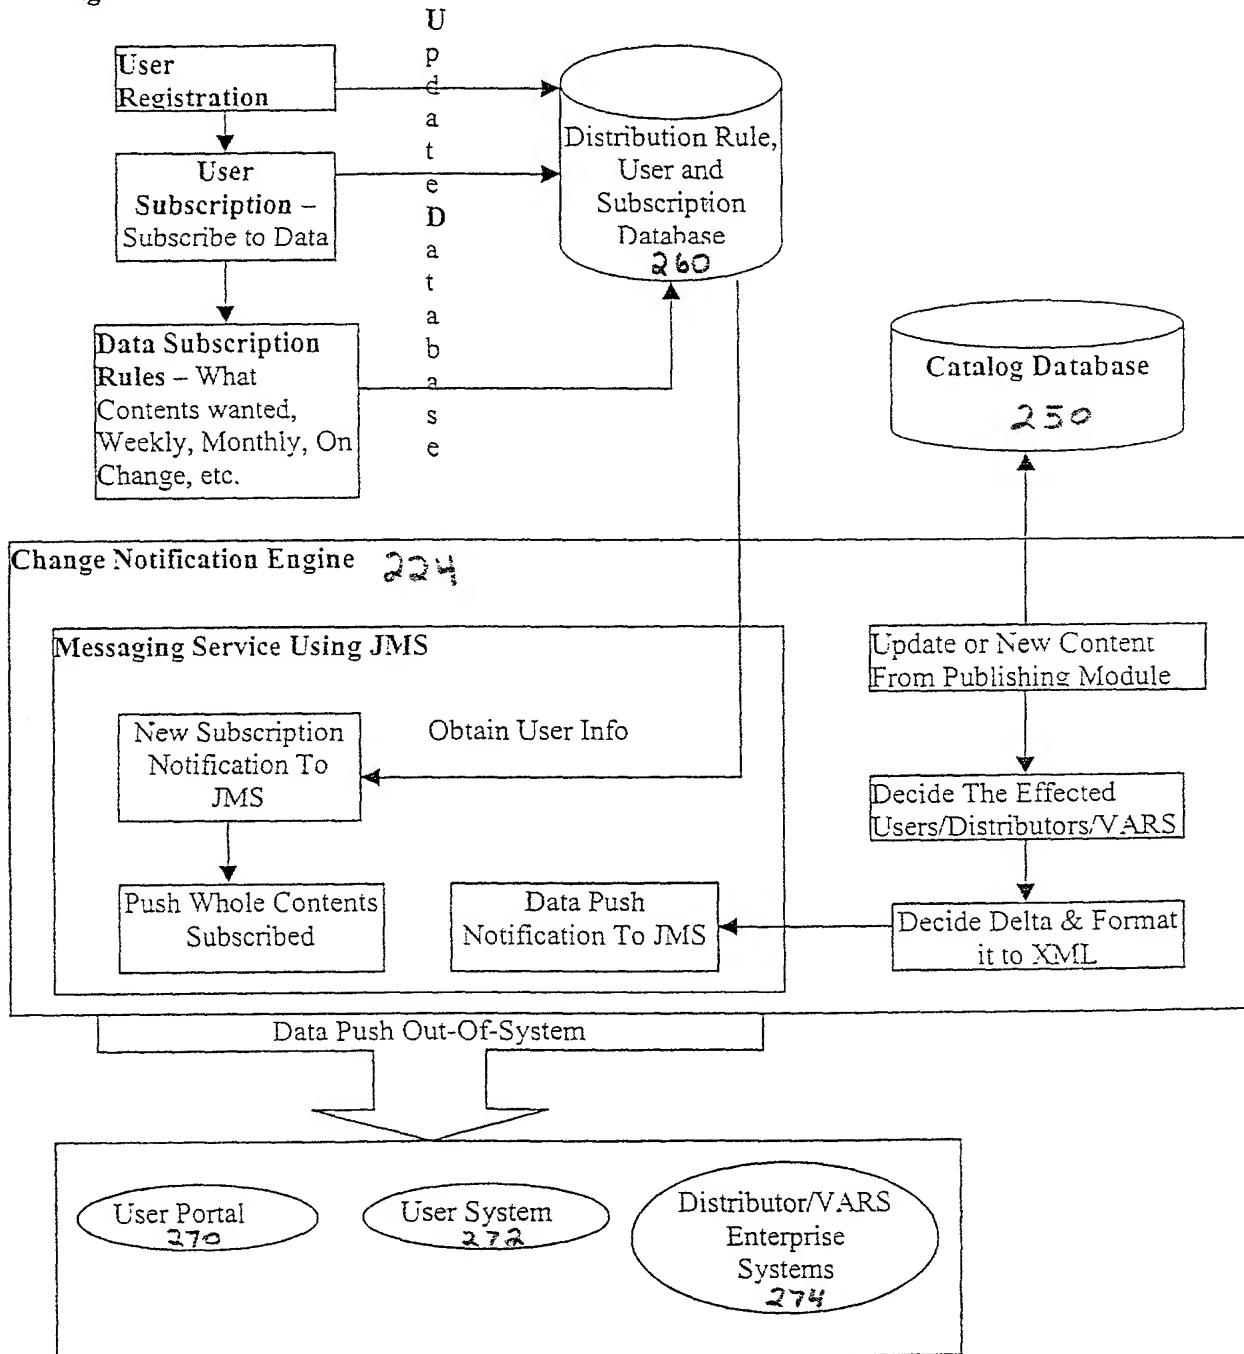 User
Registration
User
Subscription –
Subscribe to Data
Data Subscription
Rules – What
Contents wanted,
Weekly, Monthly, On
Change, etc.
U
p
d
a
t
e
D
a
t
a
b
a
s
e
Distribution Rule,
User and
Subscription
Database
260
Catalog Database
250
Change Notification Engine 224
Messaging Service Using JMS
New Subscription
Notification To
JMS
Obtain User Info
Push Whole Contents
Subscribed
Data Push
Notification To JMS
Update or New Content
From Publishing Module
Decide The Effected
Users/Distributors/VARS
Decide Delta & Format
it to XML
Data Push Out-Of-System
User Portal
270
User System
272
Distributor/VARS
Enterprise
Systems
274